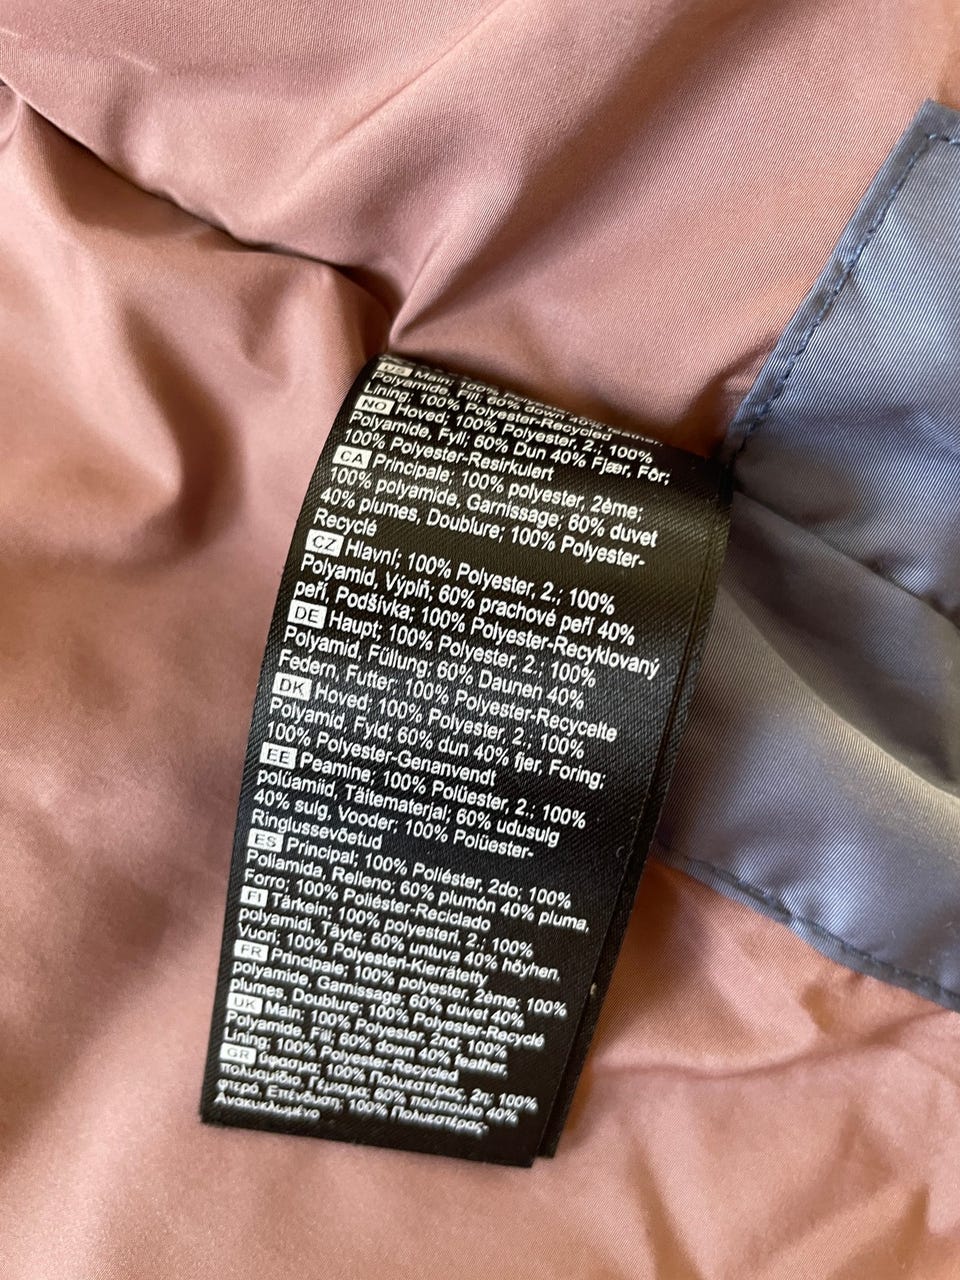 US Main; 100% Polyester, 2nd; 100%
Polyamide, Fill; 60% down 40% feather,
Lining; 100% Polyester-Recycled
NO Hoved; 100% Polyester, 2.; 100%
Polyamide, Fyll; 60% Dun 40% Fjær, Fôr;
100% Polyester-Resirkulert
CA Principale; 100% polyester, 2ème;
100% polyamide, Garnissage; 60% duvet
40% plumes, Doublure; 100% Polyester-
Recyclé
CZ Hlavní; 100% Polyester, 2.; 100%
Polyamid, Výplň; 60% prachové peří 40%
peří, Podšívka; 100% Polyester-Recyklovaný
DE Haupt; 100% Polyester, 2.; 100%
Polyamid, Füllung; 60% Daunen 40%
Federn, Futter; 100% Polyester-Recycelte
DK Hoved; 100% Polyester, 2.; 100%
Polyamid, Fyld; 60% dun 40% fjer, Foring;
100% Polyester-Genanvendt
EE Peamine; 100% Polüester, 2.; 100%
polüamiid, Täitematerjal; 60% udusulg
40% sulg, Vooder; 100% Polüester-
Ringlussevõetud
ES Principal; 100% Poliéster, 2do; 100%
Poliamida, Relleno; 60% plumón 40% pluma,
Forro; 100% Poliéster-Reciclado
FI Tärkein; 100% polyesteri, 2.; 100%
polyamidi, Täyte; 60% untuva 40% höyhen,
Vuori; 100% Polyesteri-Kierrätetty
FR Principale; 100% polyester, 2ème; 100%
polyamide, Garnissage; 60% duvet 40%
plumes, Doublure; 100% Polyester-Recyclé
UK Main; 100% Polyester, 2nd; 100%
Polyamide, Fill; 60% down 40% feather,
Lining; 100% Polyester-Recycled
GR ύφασμα; 100% Πολυεστέρας, 2η; 100%
πολυαμίδιο, Γέμισμα; 60% πούπουλο 40%
φτερό, Επένδυση; 100% Πολυεστέρας-
Ανακυκλωμένο